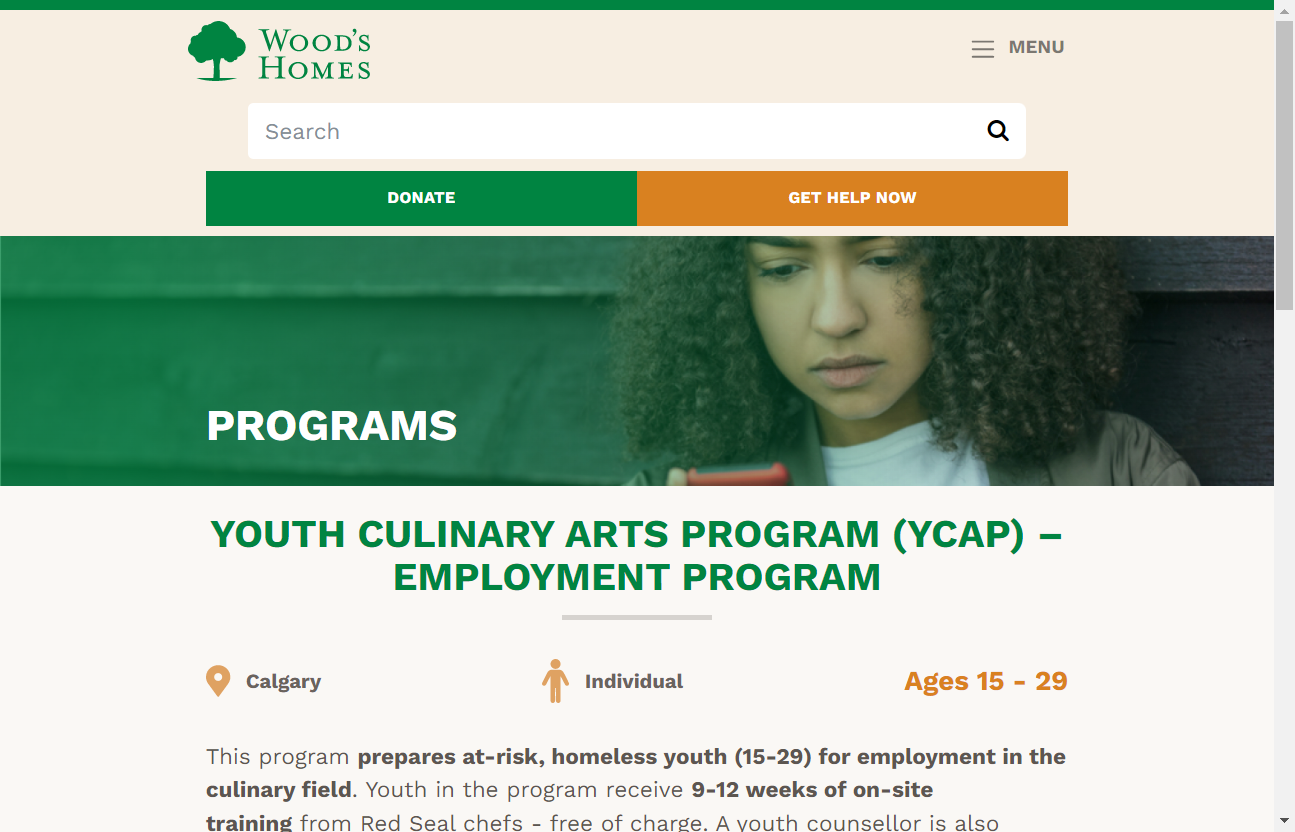 WOOD'S
HOMES
MENU
Search
DONATE
GET HELP NOW
PROGRAMS
YOUTH CULINARY ARTS PROGRAM (YCAP) –
EMPLOYMENT PROGRAM
Calgary
Individual
Ages 15 - 29
This program prepares at-risk, homeless youth (15-29) for employment in the
culinary field. Youth in the program receive 9-12 weeks of on-site
training from Red Seal chefs - free of charge. A youth counsellor is also